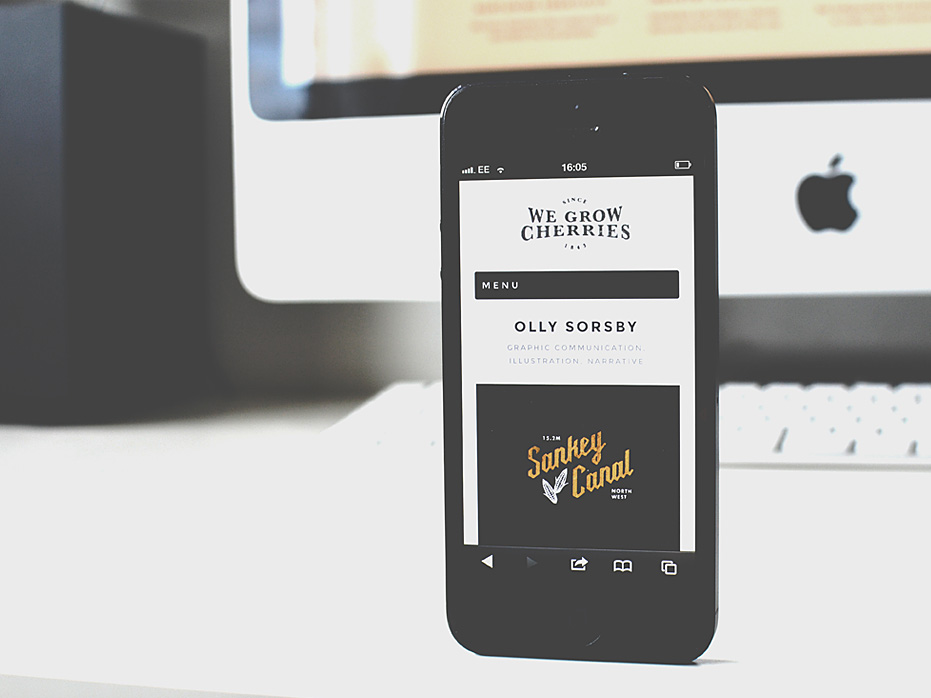 EE 16:05
SINCE
WE GROW
CHERRIES
1863
MENU
OLLY SORSBY
GRAPHIC COMMUNICATION.
ILLUSTRATION. NARRATIVE
15.2M
Sankey
Canal
NORTH
WEST